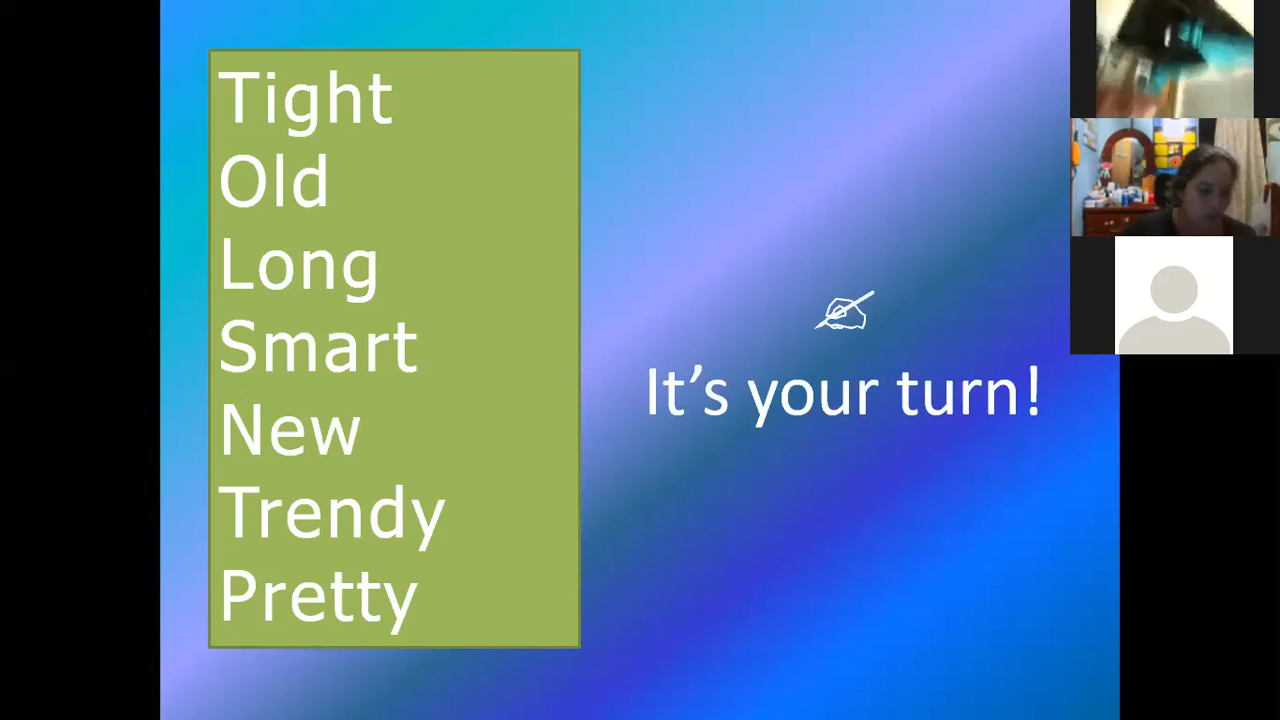 Tight
Old
Long
Smart
New
Trendy
Pretty
It’s your turn!